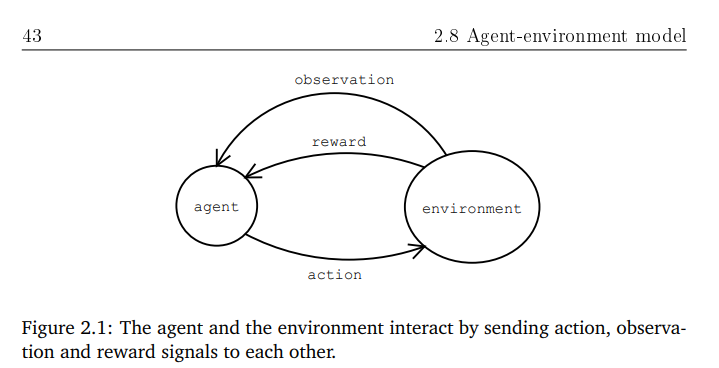 43 2.8 Agent-environment model
observation
reward
agent
environment
action
Figure 2.1: The agent and the environment interact by sending action, observa-
tion and reward signals to each other.